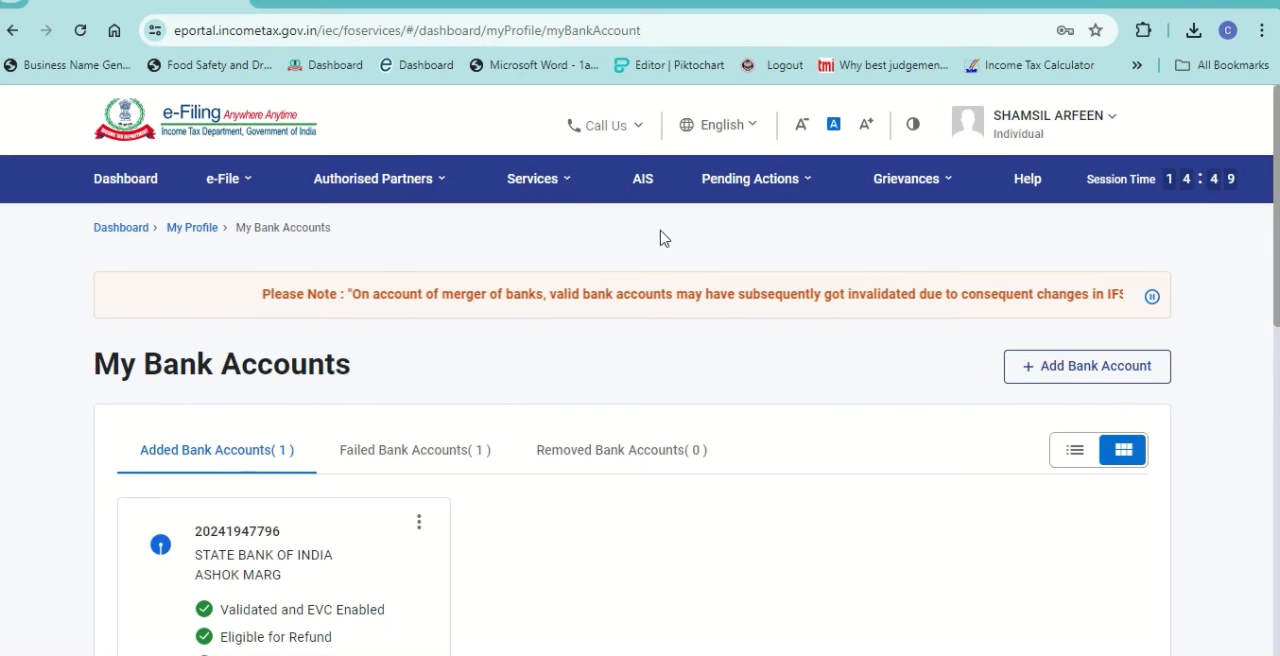 eportal.incometax.gov.in/iec/foservices/#/dashboard/myProfile/myBankAccount
C
Business Name Gen... Food Safety and Dr... Dashboard Dashboard Microsoft Word - 1a... Editor | Piktochart Logout tmi Why best judgemen... Income Tax Calculator » All Bookmarks
e-Filing Anywhere Anytime
Income Tax Department, Government of India
Call Us English A- A A+ SHAMSIL ARFEEN
Individual
Dashboard e-File Authorised Partners Services AIS Pending Actions Grievances Help Session Time 1 4 : 4 9
Dashboard > My Profile > My Bank Accounts
Please Note : "On account of merger of banks, valid bank accounts may have subsequently got invalidated due to consequent changes in IFS
My Bank Accounts
+ Add Bank Account
Added Bank Accounts( 1 ) Failed Bank Accounts( 1 ) Removed Bank Accounts( 0 )
20241947796
STATE BANK OF INDIA
ASHOK MARG
Validated and EVC Enabled
Eligible for Refund